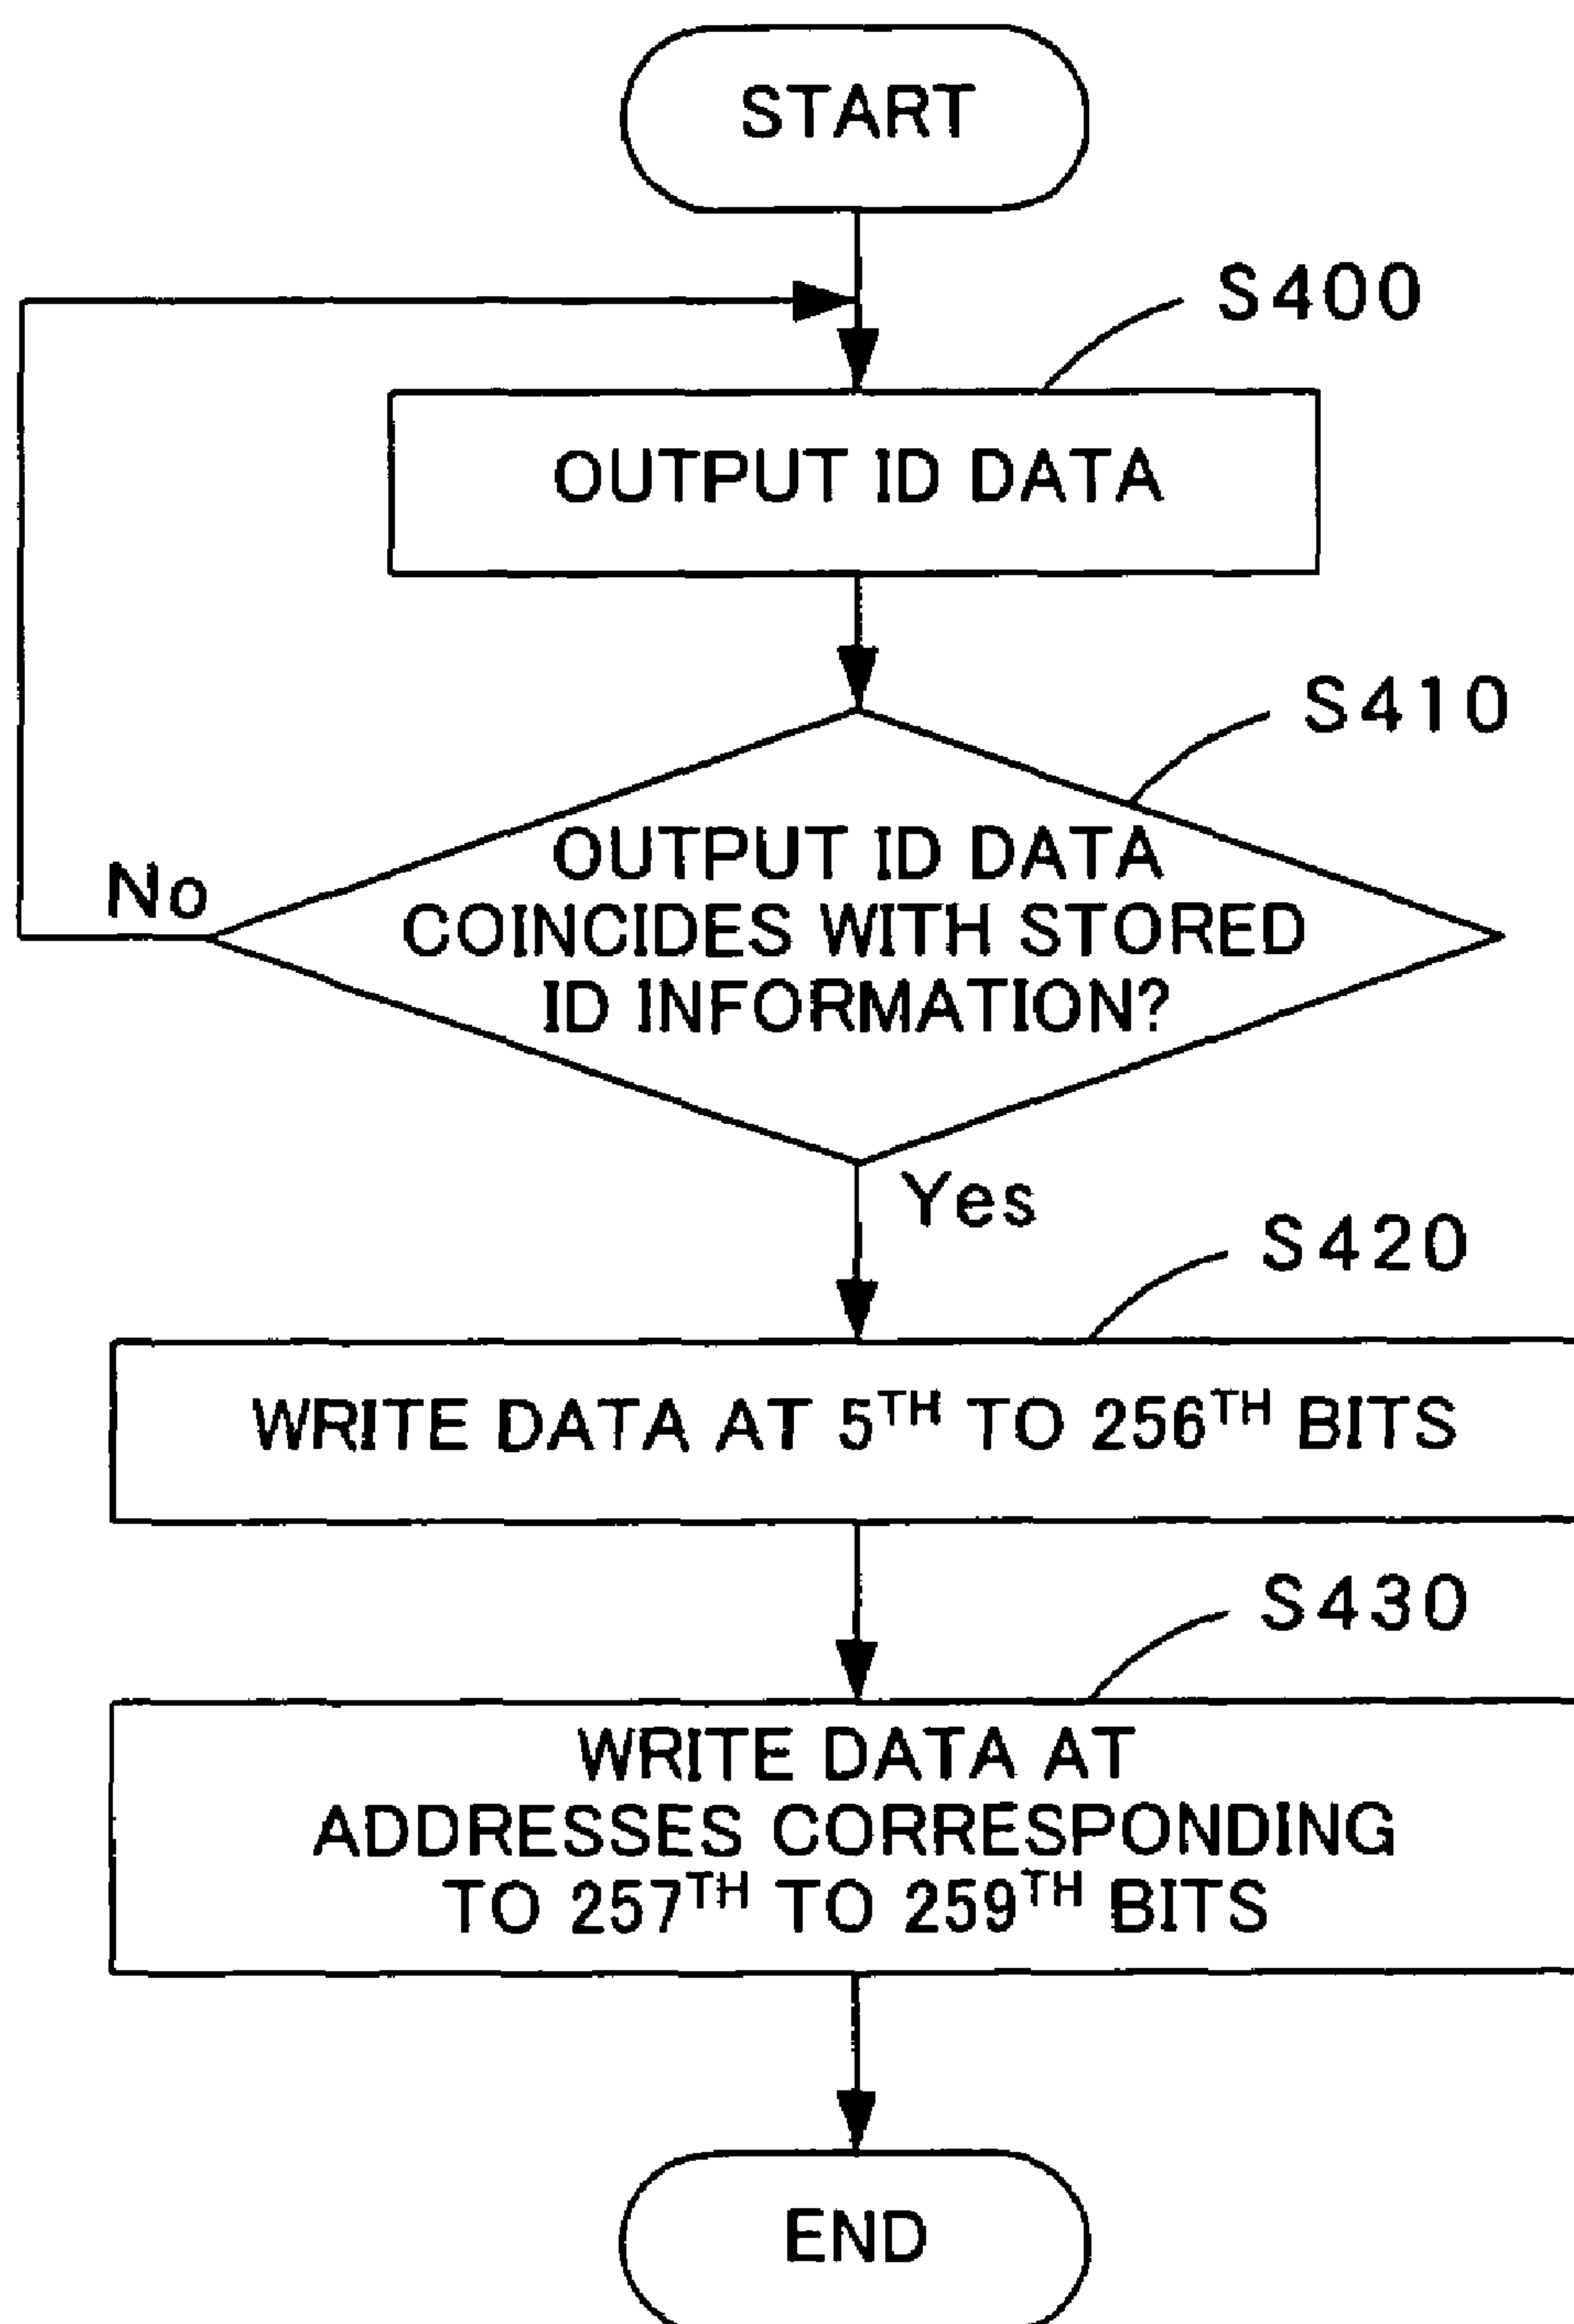 START
S400
OUTPUT ID DATA
S410
OUTPUT ID DATA
COINCIDES WITH STORED
ID INFORMATION?
No
Yes
S420
WRITE DATA AT 5TH TO 256TH BITS
S430
WRITE DATA AT
ADDRESSES CORRESPONDING
TO 257TH TO 259TH BITS
END